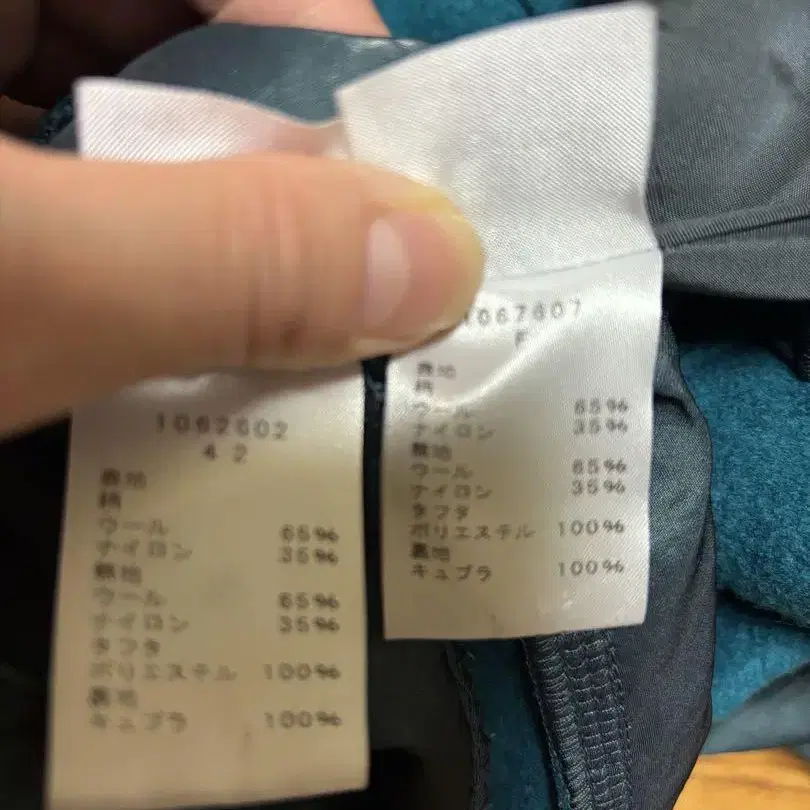 1062602
42
表地
柄
ウール 65%
ナイロン 35%
無地
ウール 65%
ナイロン 35%
タフタ
ポリエステル 100%
裏地
キュプラ 100%
1062607
F
表地
柄
ウール 65%
ナイロン 35%
無地
ウール 65%
ナイロン 35%
タフタ
ポリエステル 100%
裏地
キュプラ 100%